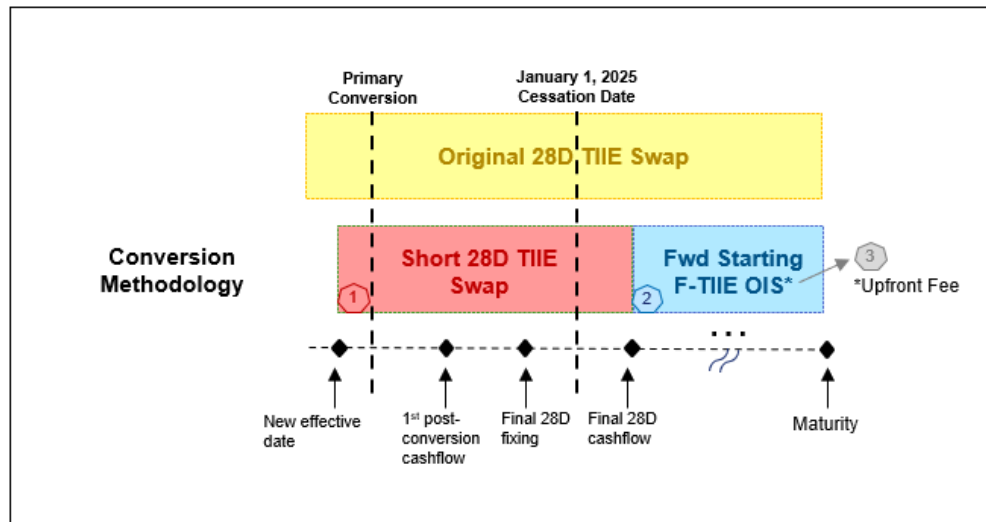 Primary
Conversion
January 1, 2025
Cessation Date
Original 28D TIIE Swap
Conversion
Methodology
Short 28D TIIE
Swap
1
Fwd Starting
F-TIIE OIS*
2
3
*Upfront Fee
...
New effective
date
1st post-
conversion
cashflow
Final 28D
fixing
Final 28D
cashflow
Maturity